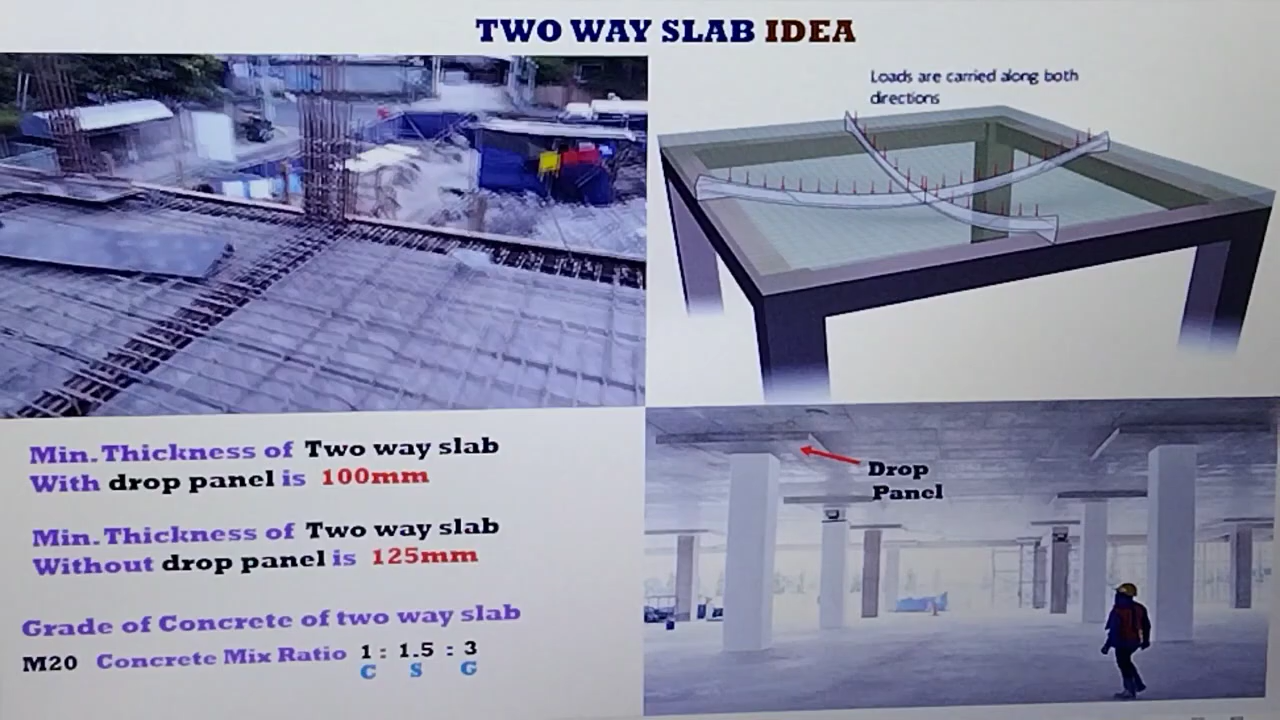 TWO WAY SLAB IDEA
Loads are carried along both
directions
Min. Thickness of Two way slab
With drop panel is 100mm
Min. Thickness of Two way slab
Without drop panel is 125mm
Grade of Concrete of two way slab
M20 Concrete Mix Ratio 1 : 1.5 : 3
C S G
Drop
Panel